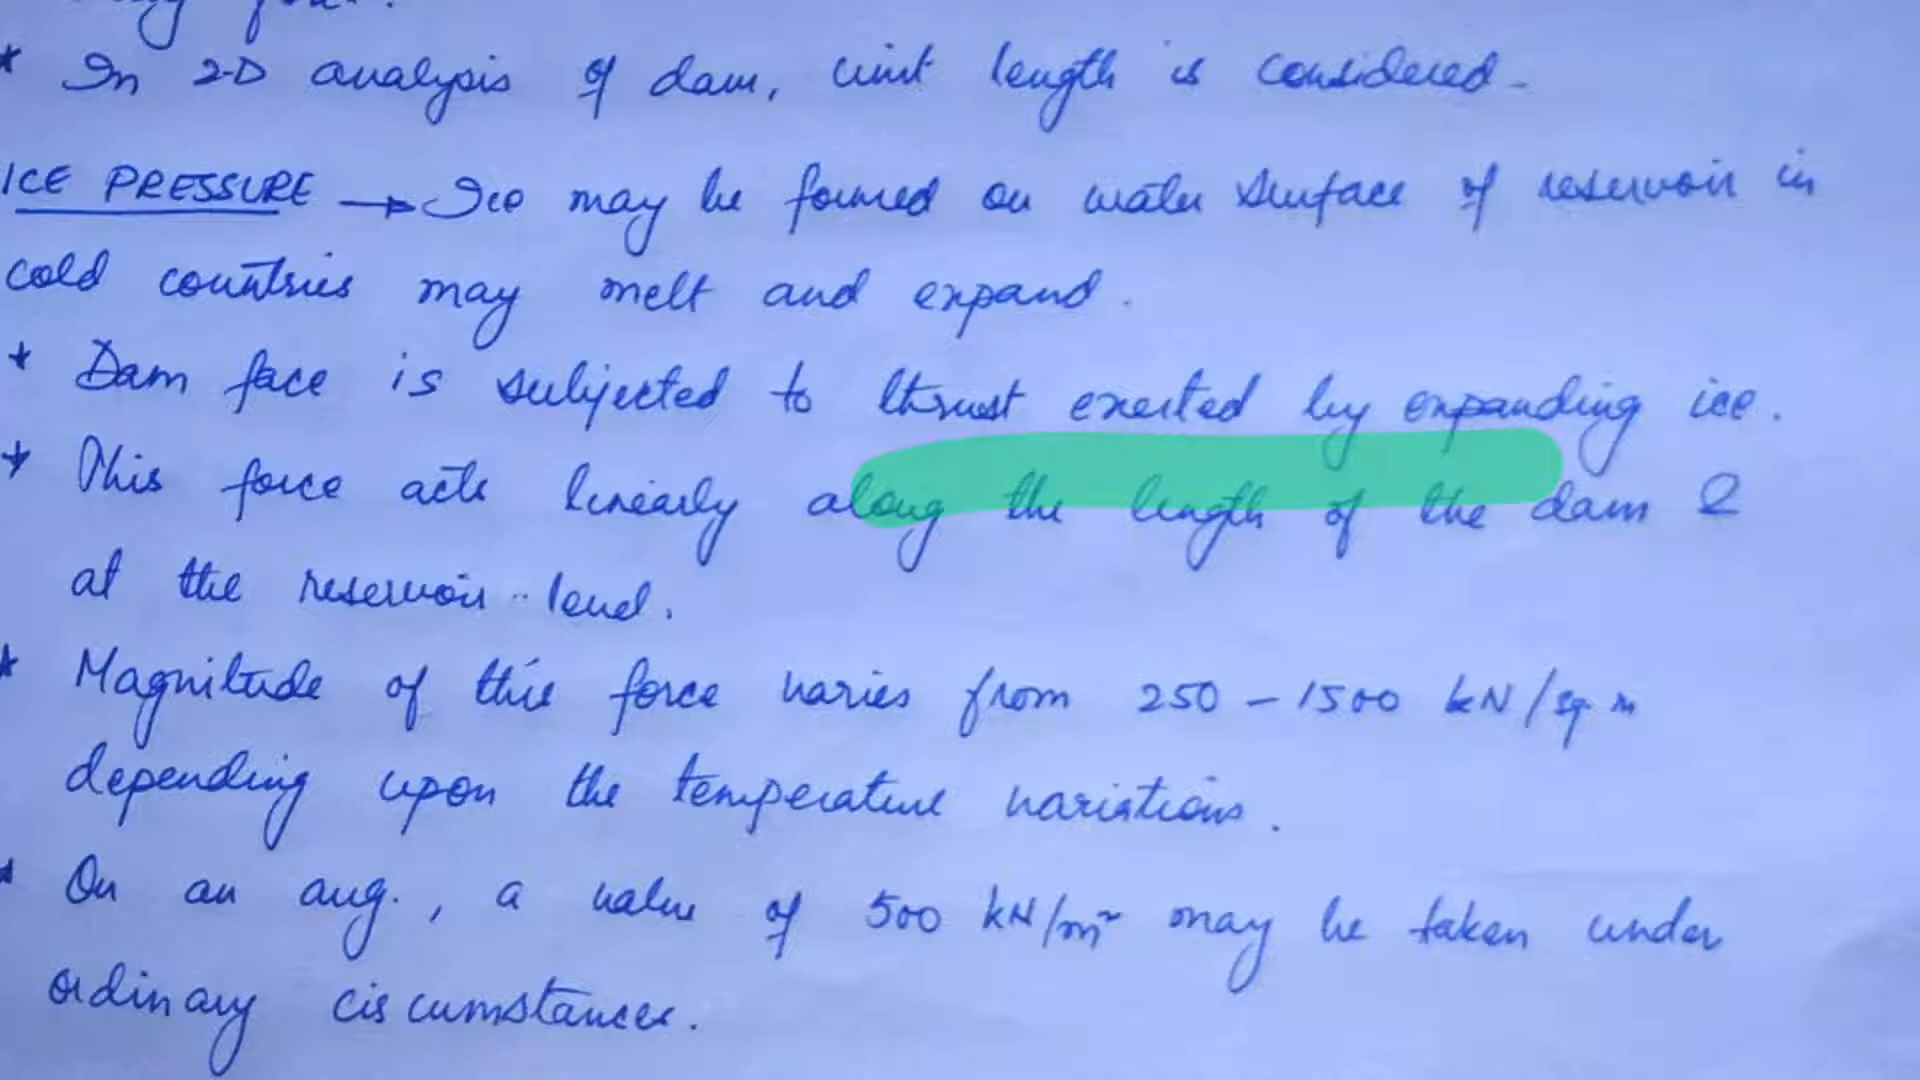 * In 2-D analysis of dam, unit length is considered.
ICE PRESSURE → Ice may be formed on water surface of reservoir in
cold countries may melt and expand.
* Dam face is subjected to thrust exerted by expanding ice.
* This force acts linearly along the length of the dam &
at the reservoir level.
* Magnitude of this force varies from 250 - 1500 kN/sq. m
depending upon the temperature variations.
* On an avg., a value of 500 kN/m² may be taken under
ordinary circumstances.